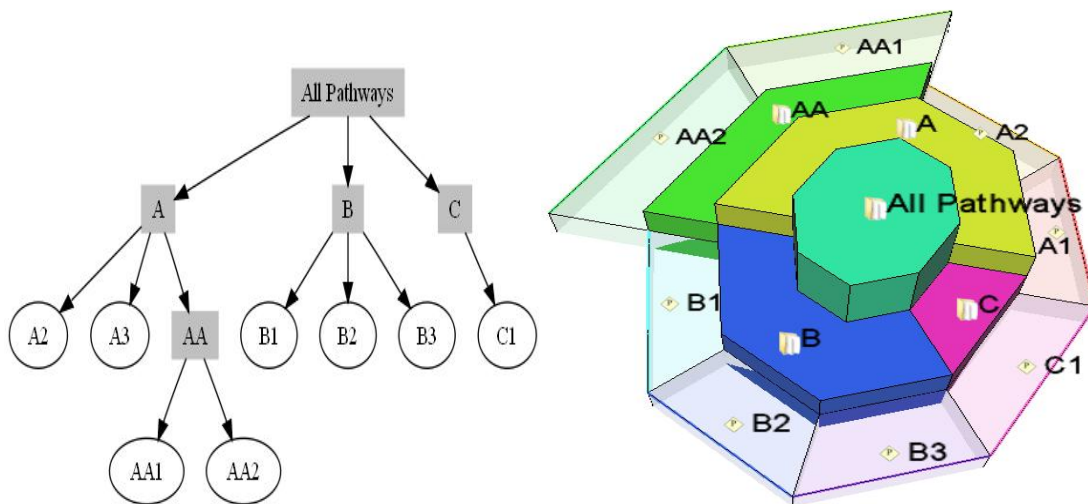 All Pathways
A
B
C
A2
A3
AA
B1
B2
B3
C1
AA1
AA2
P AA1
AA
A
P A2
P AA2
All Pathways
P A1
P B1
C
B
P C1
P B2
P B3